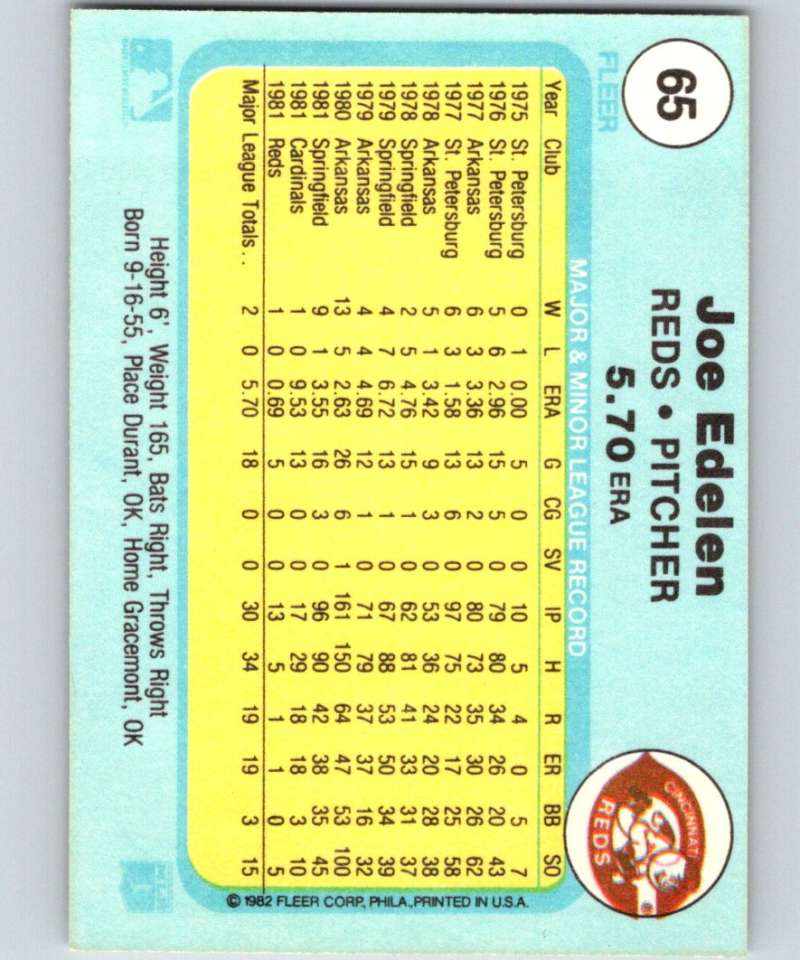 65
FLEER
Joe Edelen
REDS • PITCHER
5.70 ERA
CINCINNATI
REDS
MAJOR & MINOR LEAGUE RECORD
Year Club W L ERA G CG SV IP H R ER BB SO
1975 St. Petersburg 0 1 0.00 5 0 0 10 5 4 0 5 7
1976 St. Petersburg 5 6 2.96 15 5 0 79 80 34 26 20 43
1977 Arkansas 6 3 3.36 13 2 0 80 73 35 30 26 62
1977 St. Petersburg 6 3 1.58 13 6 0 97 75 22 17 25 58
1978 Arkansas 5 1 3.42 9 3 0 53 36 24 20 28 38
1978 Springfield 2 5 4.76 15 1 0 62 81 41 33 31 37
1979 Springfield 4 7 6.72 13 0 0 67 88 53 50 34 39
1979 Arkansas 4 4 4.69 12 1 0 71 79 37 37 16 32
1980 Arkansas 13 5 2.63 26 6 1 161 150 64 47 53 100
1981 Springfield 9 1 3.55 16 3 0 96 90 42 38 35 45
1981 Cardinals 1 0 9.53 13 0 0 17 29 18 18 3 10
1981 Reds 1 0 0.69 5 0 0 13 5 1 1 0 5
Major League Totals . . 2 0 5.70 18 0 0 30 34 19 19 3 15
© 1982 FLEER CORP., PHILA., PRINTED IN U.S.A.
Height 6', Weight 165, Bats Right, Throws Right
Born 9-16-55, Place Durant, OK, Home Gracemont, OK